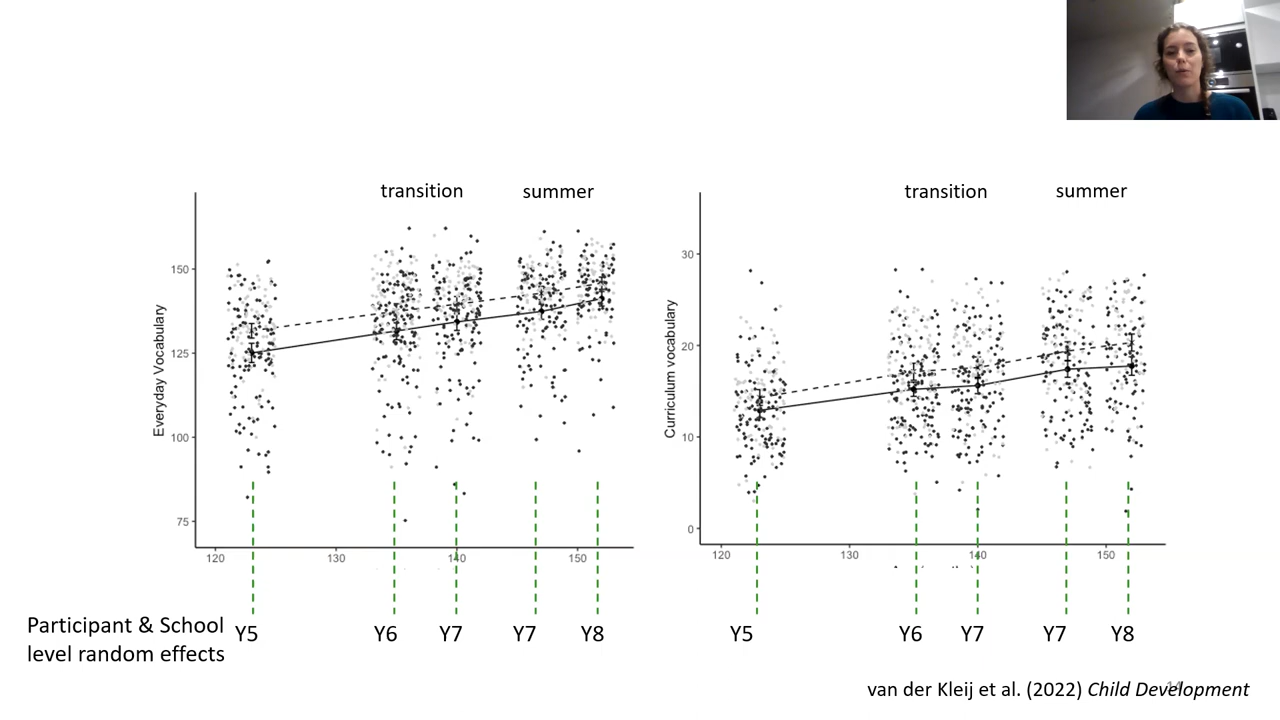 transition
summer
transition
summer
Everyday Vocabulary
150
125
100
75
120
130
140
150
Curriculum vocabulary
30
20
10
0
120
130
140
150
Participant & School
level random effects
Y5
Y6
Y7
Y7
Y8
Y5
Y6
Y7
Y7
Y8
van der Kleij et al. (2022) Child Development